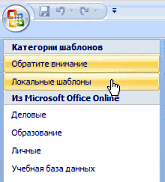 Категории шаблонов
Обратите внимание
Локальные шаблоны
Из Microsoft Office Online
Деловые
Образование
Личные
Учебная база данных